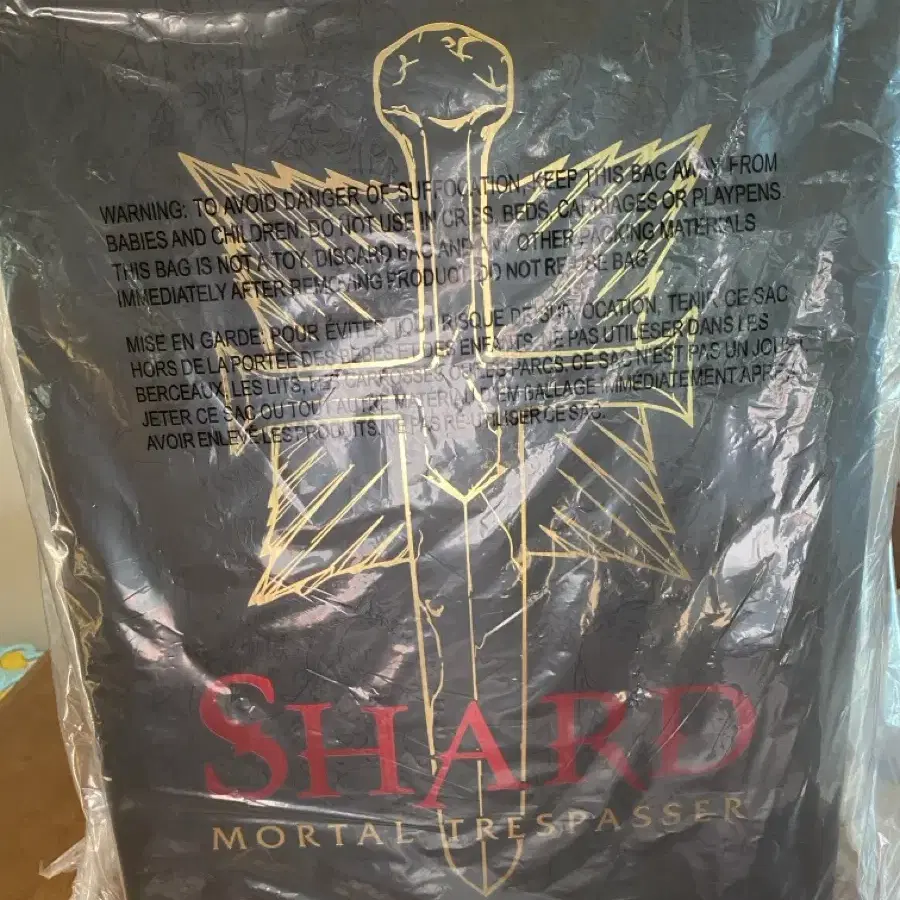 WARNING: TO AVOID DANGER OF SUFFOCATION, KEEP THIS BAG AWAY FROM
BABIES AND CHILDREN. DO NOT USE IN CRIBS, BEDS, CARRIAGES OR PLAYPENS.
THIS BAG IS NOT A TOY. DISCARD BAG AND ANY OTHER PACKING MATERIALS
IMMEDIATELY AFTER REMOVING PRODUCT. DO NOT RE-USE BAG.
MISE EN GARDE: POUR ÉVITER TOUT RISQUE DE SUFFOCATION, TENIR CE SAC
HORS DE LA PORTÉE DES BÉBÉS ET DES ENFANTS. NE PAS UTILISER DANS LES
BERCEAUX, LES LITS, LES CARROSSES OU LES PARCS. CE SAC N'EST PAS UN JOUET.
JETER CE SAC OU TOUT AUTRE MATÉRIAU D'EMBALLAGE IMMÉDIATEMENT APRÈS
AVOIR ENLEVÉ LES PRODUITS. NE PAS RE-UTILISER CE SAC.
SHARD
MORTAL TRESPASSER